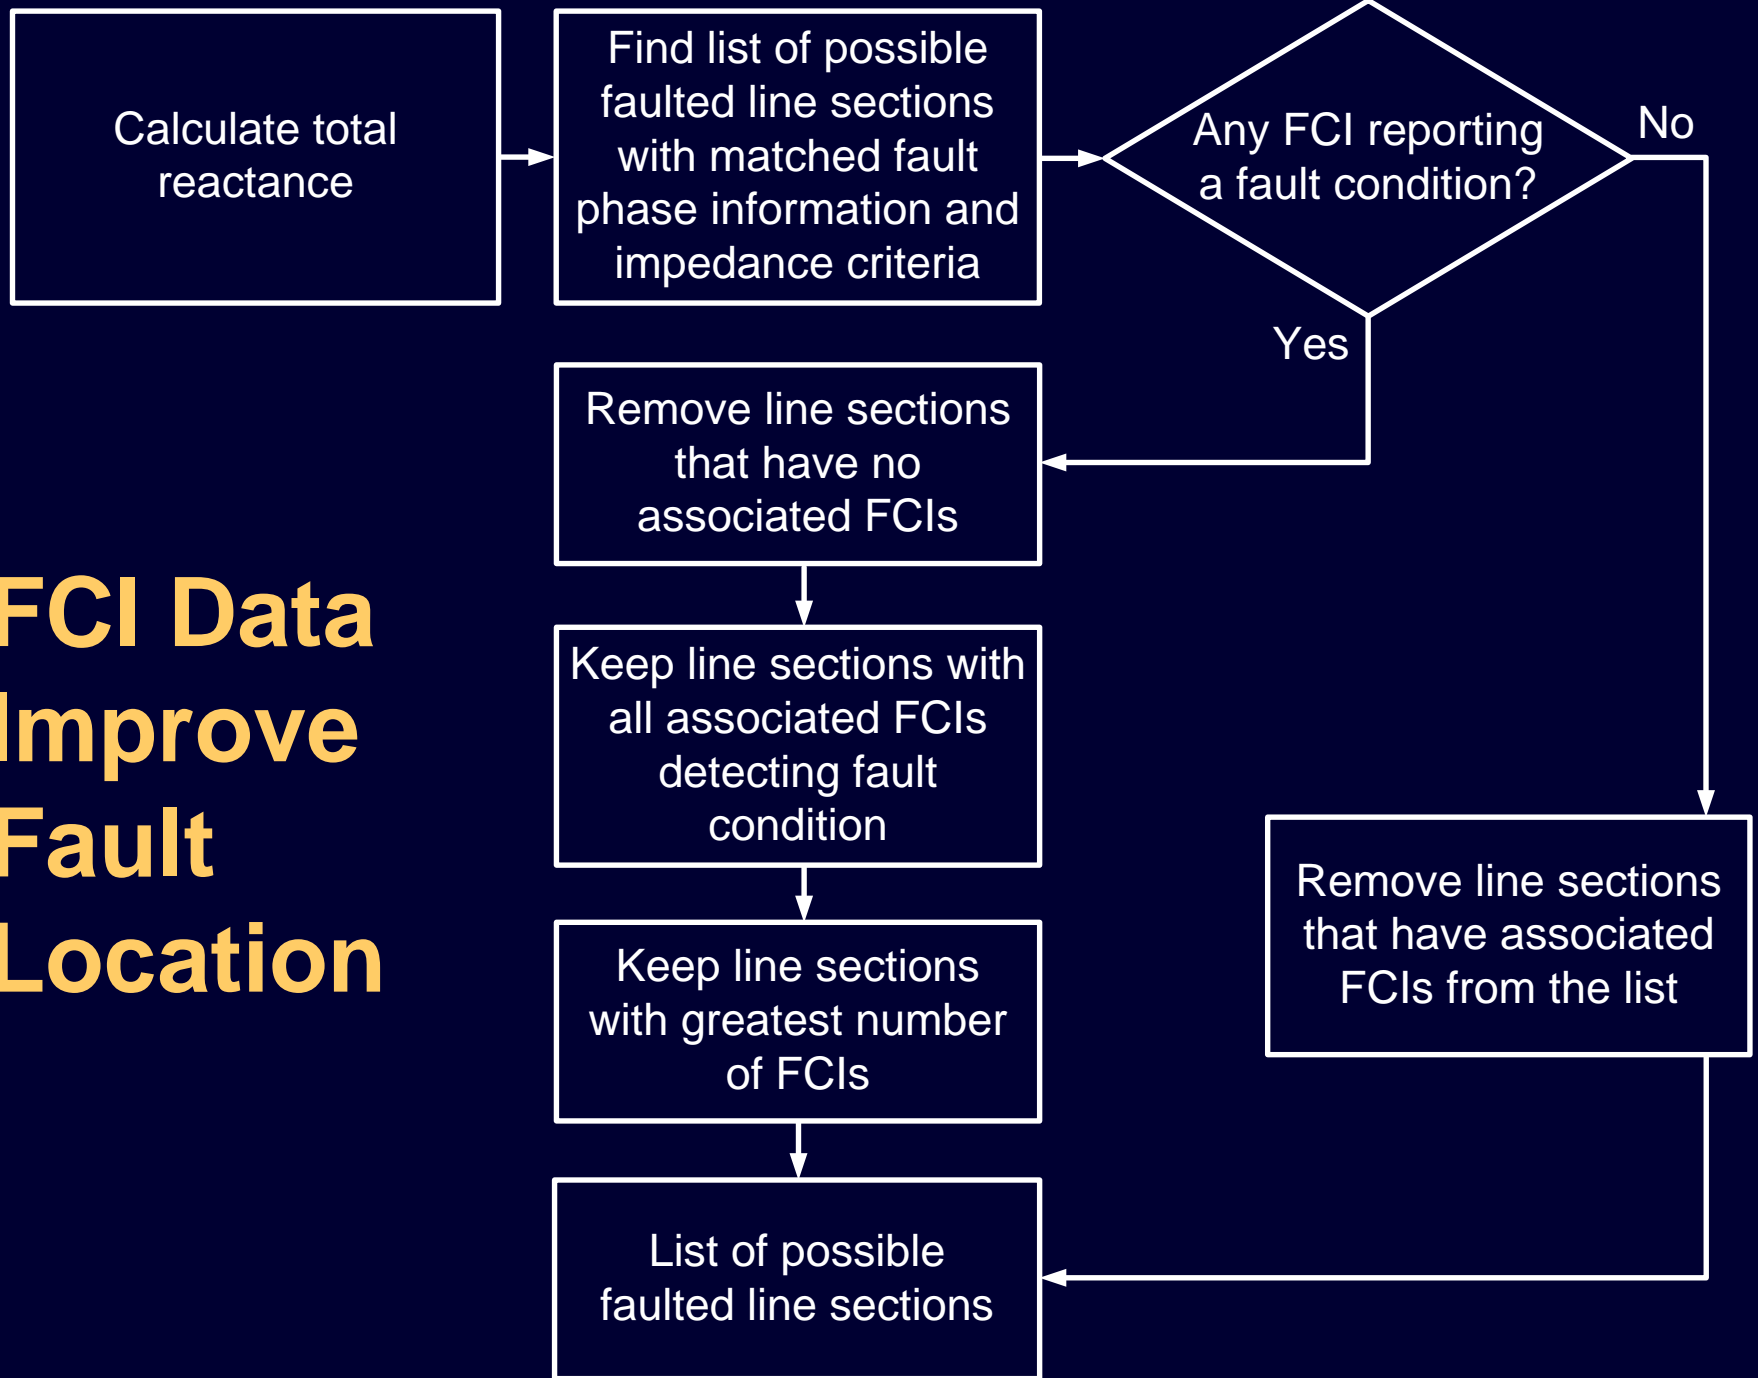 Calculate total
reactance
Find list of possible
faulted line sections
with matched fault
phase information and
impedance criteria
Any FCI reporting
a fault condition?
No
Yes
Remove line sections
that have no
associated FCIs
Keep line sections with
all associated FCIs
detecting fault
condition
Keep line sections
with greatest number
of FCIs
List of possible
faulted line sections
Remove line sections
that have associated
FCIs from the list
FCI Data
Improve
Fault
Location